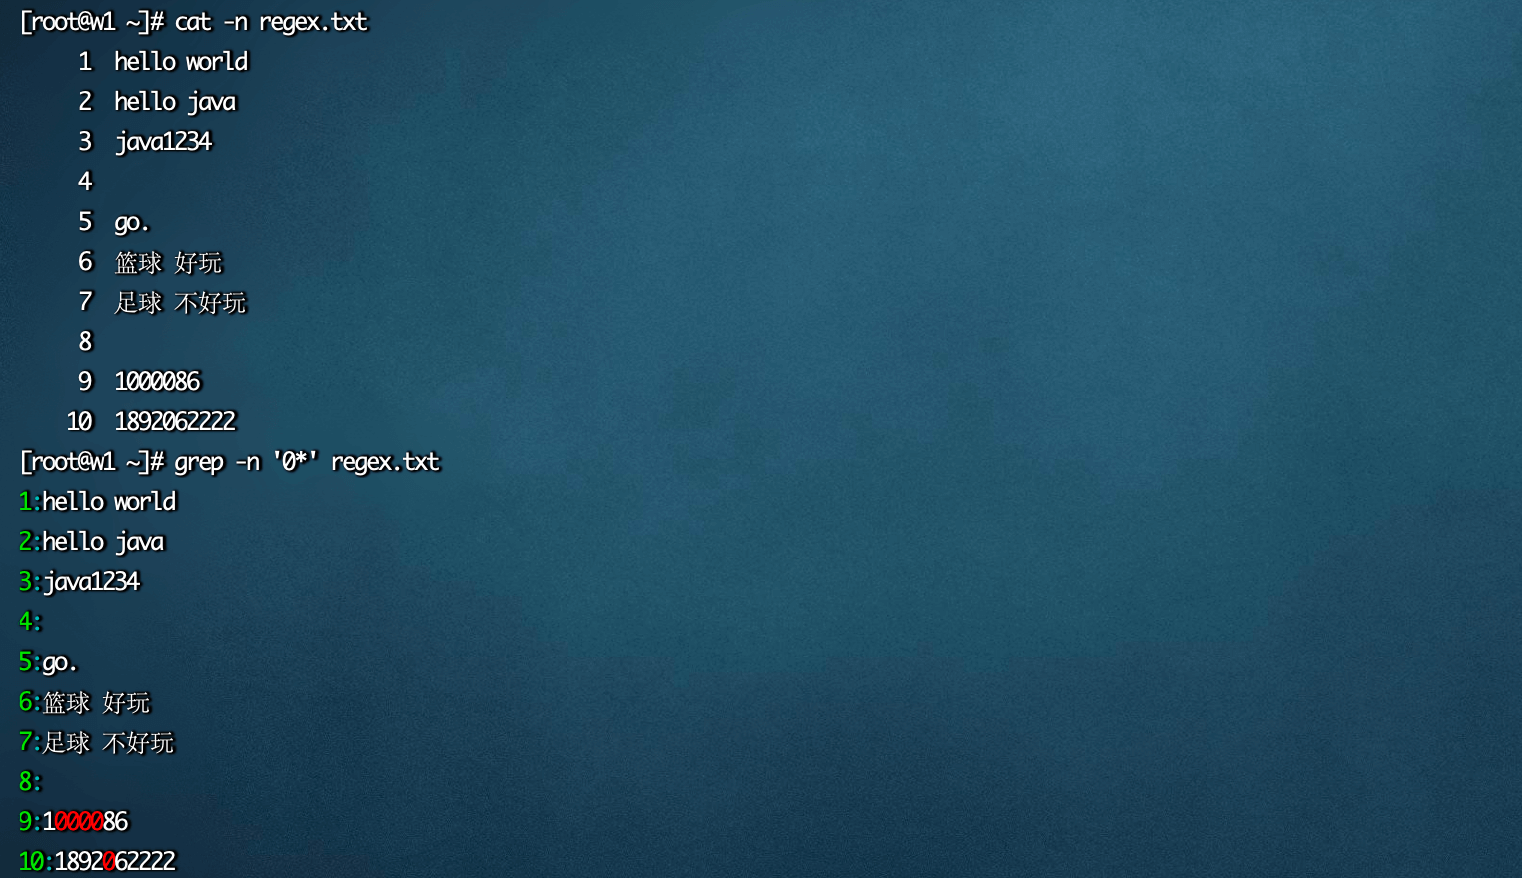 [root@w1 ~]# cat -n regex.txt
     1  hello world
     2  hello java
     3  java1234
     4
     5  go.
     6  篮球 好玩
     7  足球 不好玩
     8
     9  1000086
    10  1892062222
[root@w1 ~]# grep -n '0*' regex.txt
1:hello world
2:hello java
3:java1234
4:
5:go.
6:篮球 好玩
7:足球 不好玩
8:
9:1000086
10:1892062222